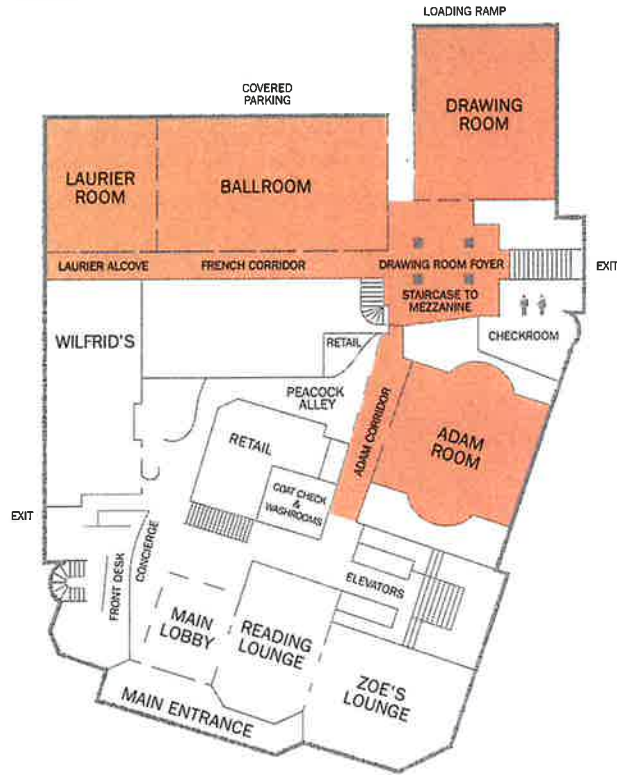 LOADING RAMP
DRAWING
ROOM
COVERED
PARKING
LAURIER
ROOM
BALLROOM
LAURIER ALCOVE
FRENCH CORRIDOR
DRAWING ROOM FOYER
EXIT
STAIRCASE TO
MEZZANINE
WILFRID'S
RETAIL
CHECKROOM
PEACOCK
ALLEY
ADAM CORRIDOR
ADAM
ROOM
RETAIL
COAT CHECK
&
WASHROOMS
EXIT
FRONT DESK
CONCIERGE
ELEVATORS
MAIN
LOBBY
READING
LOUNGE
ZOE'S
LOUNGE
MAIN ENTRANCE